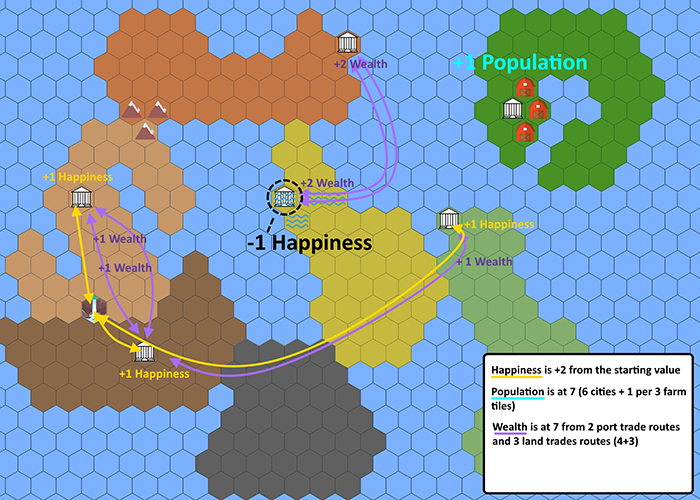 +2 Wealth
+1 Population
+1 Happiness
+2 Wealth
+1 Happiness
+1 Wealth
-1 Happiness
+1 Wealth
+ 1 Wealth
+1 Happiness
Happiness is +2 from the starting value
Population is at 7 (6 cities + 1 per 3 farm
tiles)
Wealth is at 7 from 2 port trade routes
and 3 land trades routes (4+3)